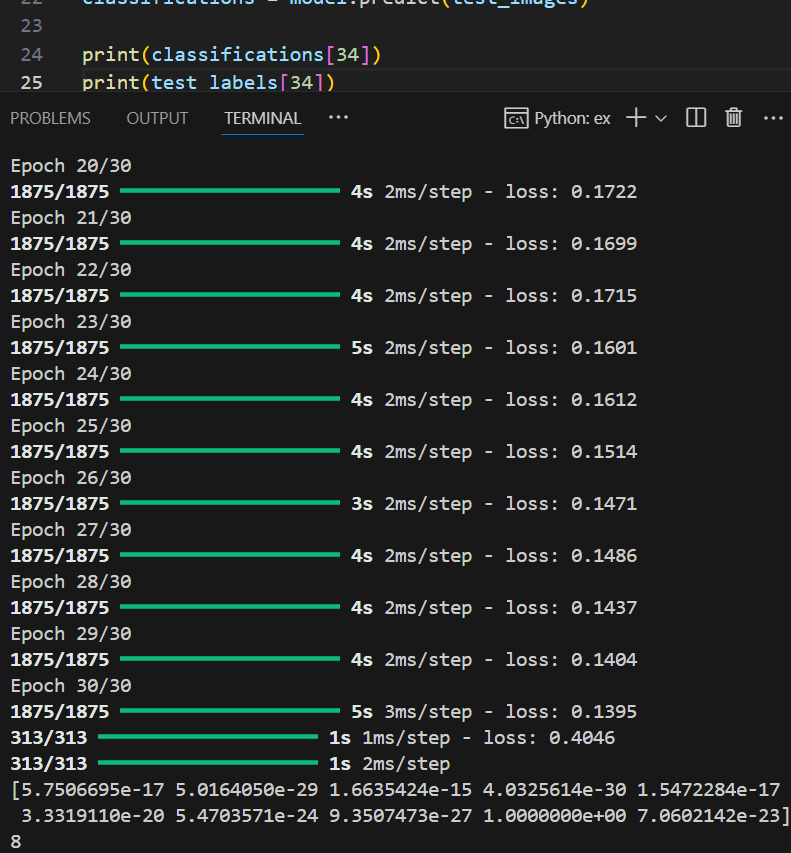 22 classifications = model.predict(test_images)
23
24 print(classifications[34])
25 print(test_labels[34])
PROBLEMS OUTPUT TERMINAL ··· Python: ex ···
Epoch 20/30
1875/1875 4s 2ms/step - loss: 0.1722
Epoch 21/30
1875/1875 4s 2ms/step - loss: 0.1699
Epoch 22/30
1875/1875 4s 2ms/step - loss: 0.1715
Epoch 23/30
1875/1875 5s 2ms/step - loss: 0.1601
Epoch 24/30
1875/1875 4s 2ms/step - loss: 0.1612
Epoch 25/30
1875/1875 4s 2ms/step - loss: 0.1514
Epoch 26/30
1875/1875 3s 2ms/step - loss: 0.1471
Epoch 27/30
1875/1875 4s 2ms/step - loss: 0.1486
Epoch 28/30
1875/1875 4s 2ms/step - loss: 0.1437
Epoch 29/30
1875/1875 4s 2ms/step - loss: 0.1404
Epoch 30/30
1875/1875 5s 3ms/step - loss: 0.1395
313/313 1s 1ms/step - loss: 0.4046
313/313 1s 2ms/step
[5.7506695e-17 5.0164050e-29 1.6635424e-15 4.0325614e-30 1.5472284e-17
3.3319110e-20 5.4703571e-24 9.3507473e-27 1.0000000e+00 7.0602142e-23]
8